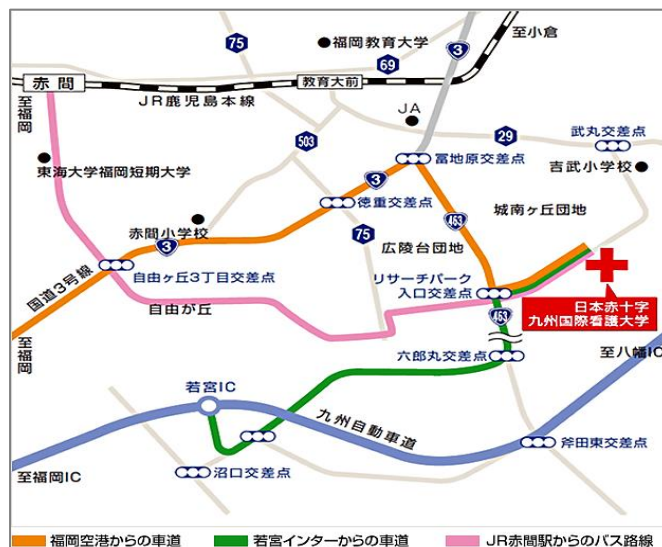 75
福岡教育大学
3
至小倉
69
赤間
教育大前
JR鹿児島本線
至福岡
JA
503
29
武丸交差点
冨地原交差点
吉武小学校
東海大学福岡短期大学
3
徳重交差点
463
城南ヶ丘団地
赤間小学校
3
75
広陵台団地
国道3号線
自由ヶ丘3丁目交差点
リサーチパーク
入口交差点
自由が丘
日本赤十字
九州国際看護大学
463
至福岡
六郎丸交差点
至八幡IC
若宮IC
九州自動車道
斧田東交差点
沼口交差点
至福岡IC
福岡空港からの車道
若宮インターからの車道
JR赤間駅からのバス路線